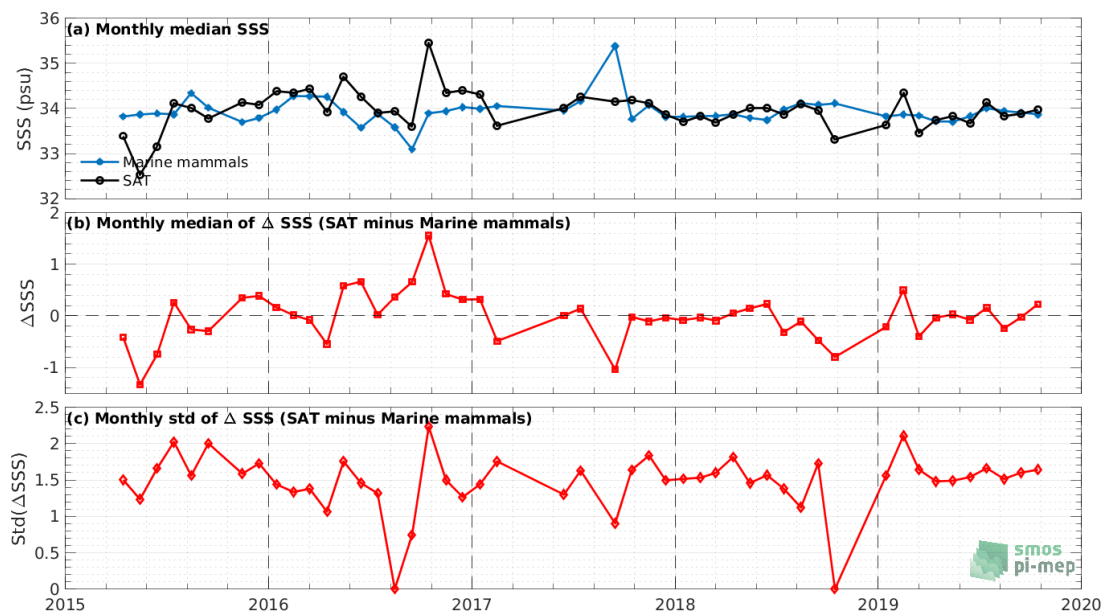 (a) Monthly median SSS
36
35
34
33
32
SSS (psu)
Marine mammals
SAT
(b) Monthly median of Δ SSS (SAT minus Marine mammals)
2
1
0
-1
ΔSSS
(c) Monthly std of Δ SSS (SAT minus Marine mammals)
2.5
2
1.5
1
0.5
0
Std(ΔSSS)
smos
pi-mep
2015 2016 2017 2018 2019 2020